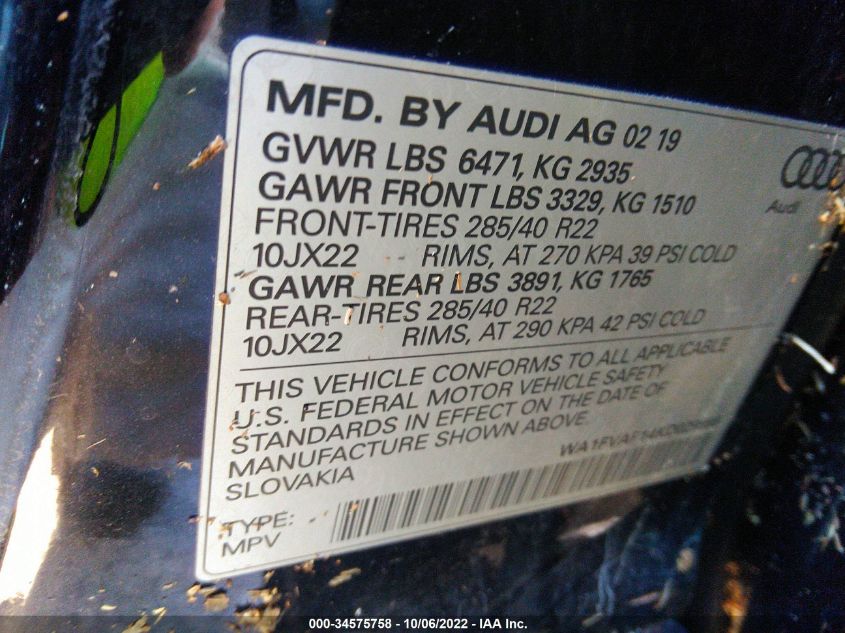 MFD. BY AUDI AG 02 19
GVWR LBS 6471, KG 2935
GAWR FRONT LBS 3329, KG 1510
FRONT-TIRES 285/40 R22
10JX22 RIMS, AT 270 KPA 39 PSI COLD
GAWR REAR LBS 3891, KG 1765
REAR-TIRES 285/40 R22
10JX22 RIMS, AT 290 KPA 42 PSI COLD
Audi
THIS VEHICLE CONFORMS TO ALL APPLICABLE
U.S. FEDERAL MOTOR VEHICLE SAFETY
STANDARDS IN EFFECT ON THE DATE OF
MANUFACTURE SHOWN ABOVE.
SLOVAKIA
TYPE:
MPV
000-34575758 - 10/06/2022 - IAA Inc.